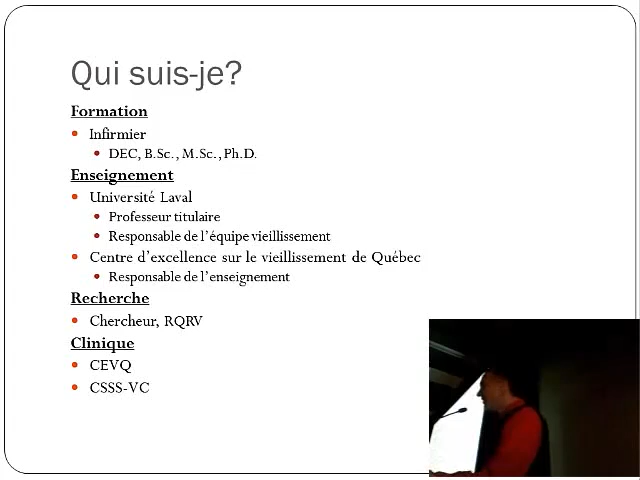 Qui suis-je?
Formation
Infirmier
DEC, B.Sc., M.Sc., Ph.D.
Enseignement
Université Laval
Professeur titulaire
Responsable de l'équipe vieillissement
Centre d'excellence sur le vieillissement de Québec
Responsable de l'enseignement
Recherche
Chercheur, RQRV
Clinique
CEVQ
CSSS-VC